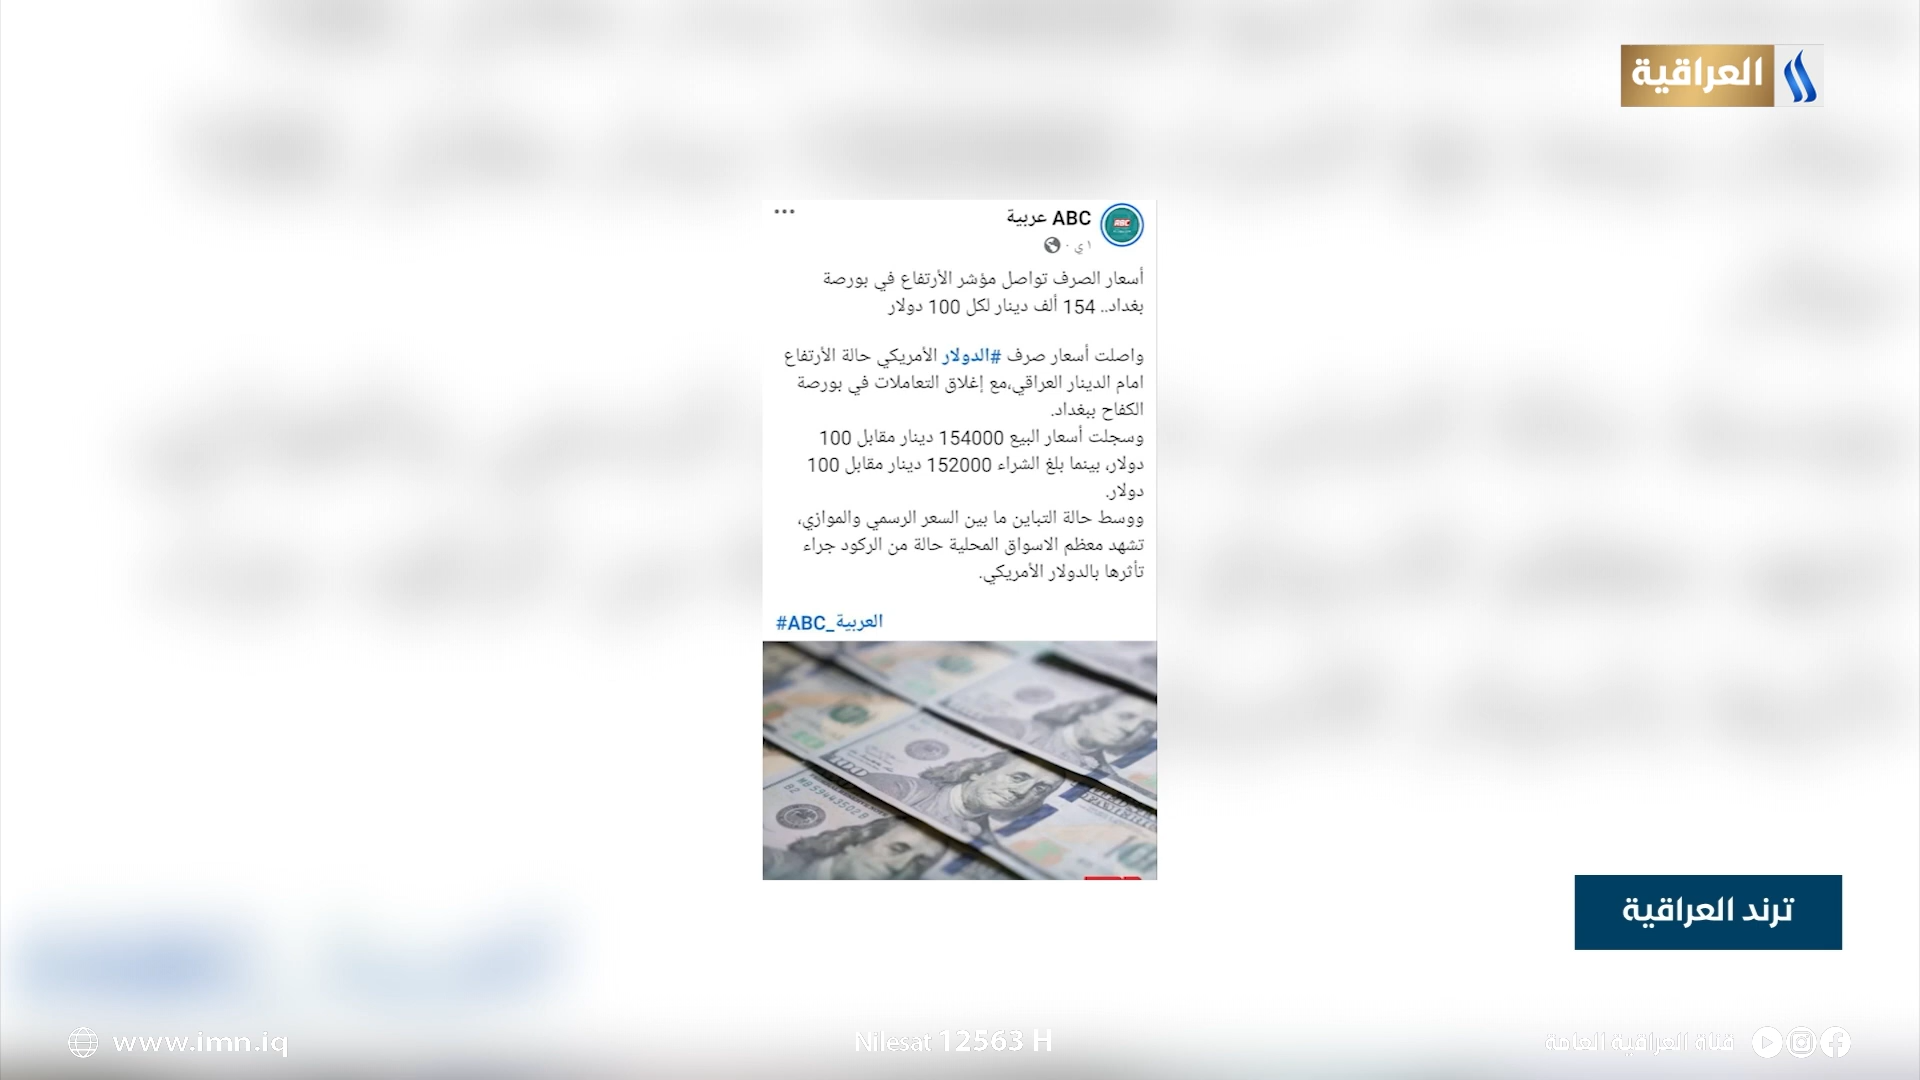 العراقية
ABC عربية
١ ي ·
أسعار الصرف تواصل مؤشر الأرتفاع في بورصة
بغداد.. 154 ألف دينار لكل 100 دولار
واصلت أسعار صرف #الدولار الأمريكي حالة الأرتفاع
امام الدينار العراقي،مع إغلاق التعاملات في بورصة
الكفاح ببغداد.
وسجلت أسعار البيع 154000 دينار مقابل 100
دولار، بينما بلغ الشراء 152000 دينار مقابل 100
دولار.
ووسط حالة التباين ما بين السعر الرسمي والموازي،
تشهد معظم الاسواق المحلية حالة من الركود جراء
تأثرها بالدولار الأمريكي.
#ABC_العربية
ترند العراقية
www.imn.iq
Nilesat 12563 H
قناة العراقية العامة